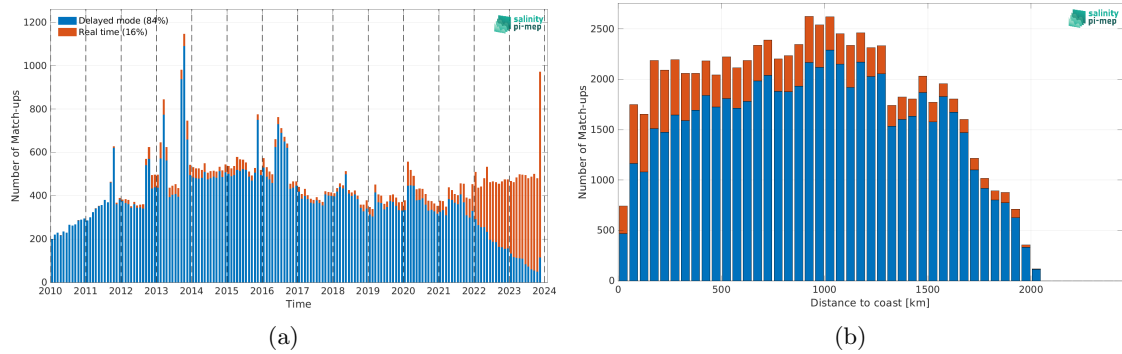 1200
1000
800
600
400
200
0
Number of Match-ups
Delayed mode (84%)
Real time (16%)
salinity
pi-mep
2010 2011 2012 2013 2014 2015 2016 2017 2018 2019 2020 2021 2022 2023 2024
Time
(a)
2500
2000
1500
1000
500
0
Number of Match-ups
salinity
pi-mep
0 500 1000 1500 2000
Distance to coast [km]
(b)